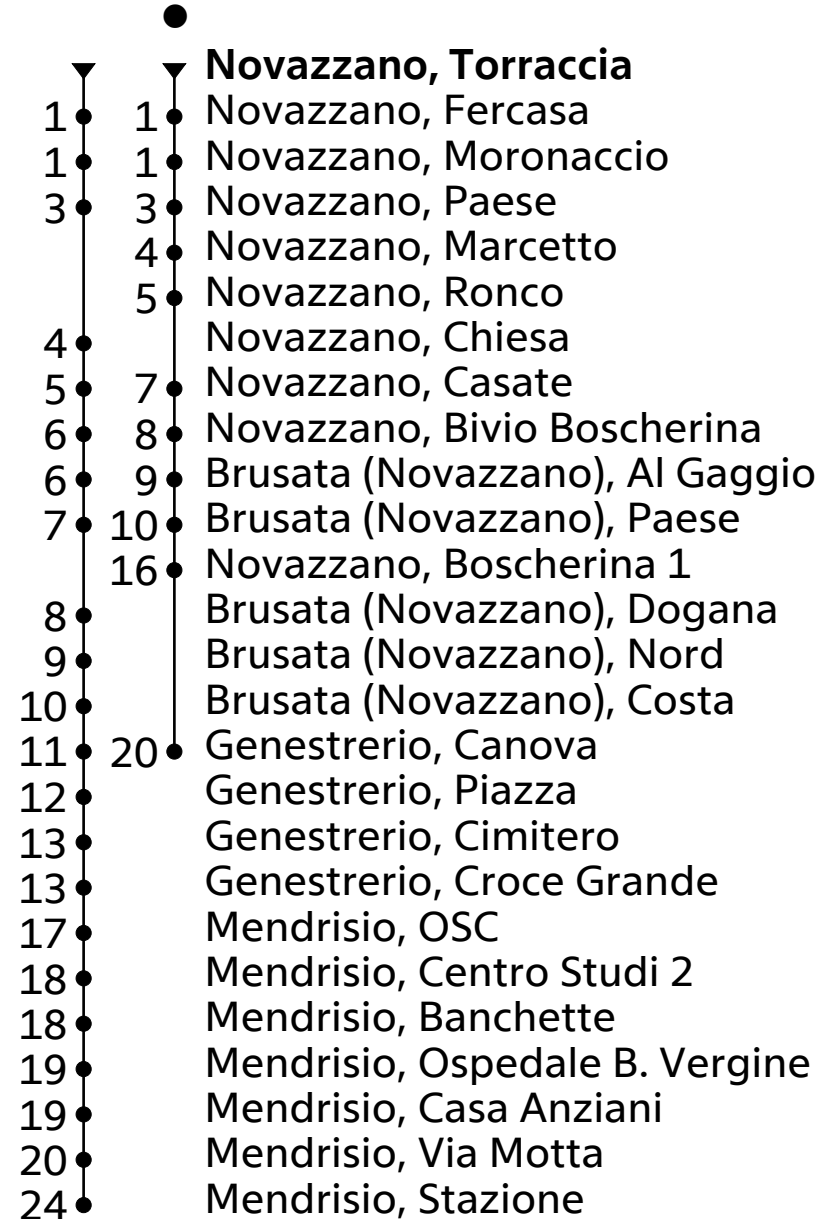 Novazzano, Torraccia
1 1 Novazzano, Fercasa
1 1 Novazzano, Moronaccio
3 3 Novazzano, Paese
4 Novazzano, Marcetto
5 Novazzano, Ronco
4 Novazzano, Chiesa
5 7 Novazzano, Casate
6 8 Novazzano, Bivio Boscherina
6 9 Brusata (Novazzano), Al Gaggio
7 10 Brusata (Novazzano), Paese
16 Novazzano, Boscherina 1
8 Brusata (Novazzano), Dogana
9 Brusata (Novazzano), Nord
10 Brusata (Novazzano), Costa
11 20 Genestrerio, Canova
12 Genestrerio, Piazza
13 Genestrerio, Cimitero
13 Genestrerio, Croce Grande
17 Mendrisio, OSC
18 Mendrisio, Centro Studi 2
18 Mendrisio, Banchette
19 Mendrisio, Ospedale B. Vergine
19 Mendrisio, Casa Anziani
20 Mendrisio, Via Motta
24 Mendrisio, Stazione